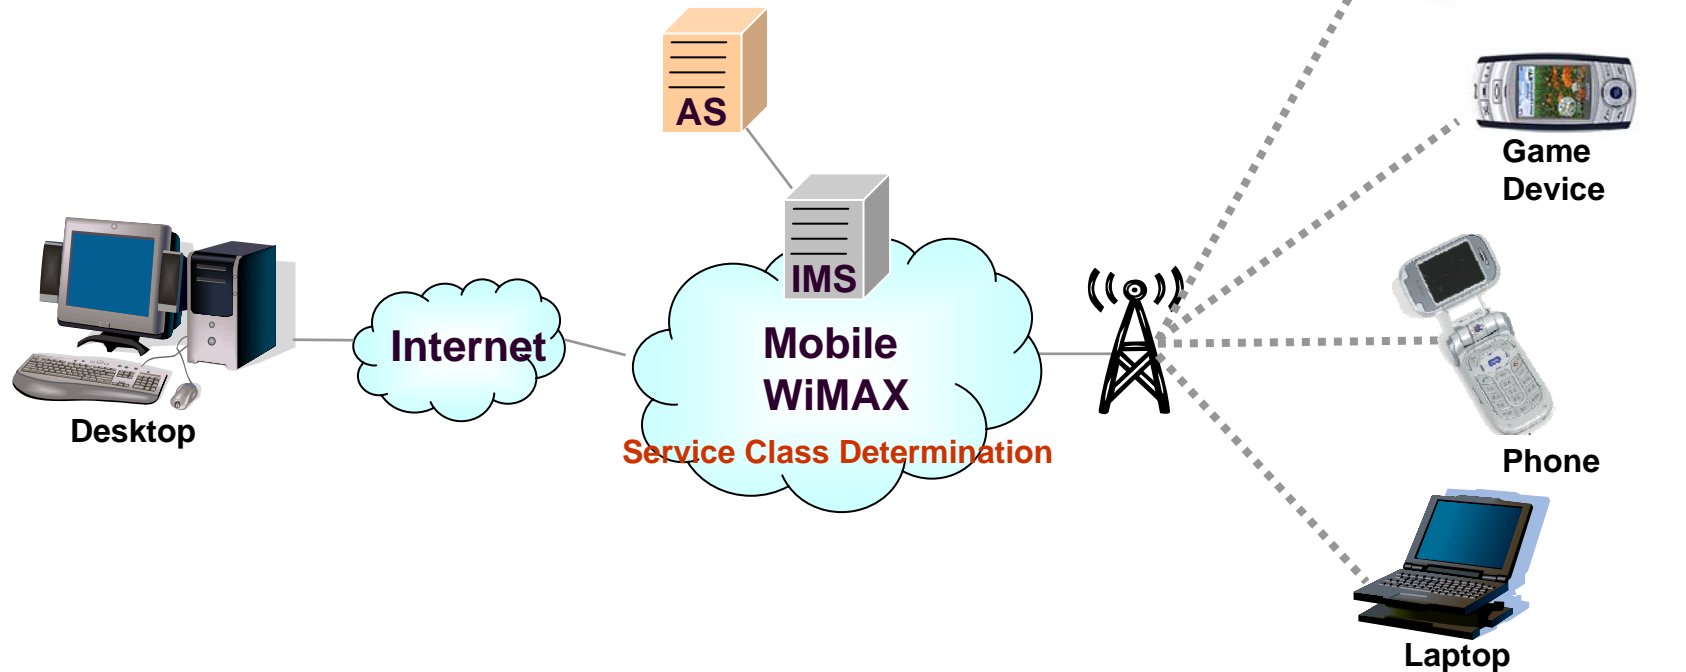 AS
Game
Device
IMS
Internet
Mobile
WiMAX
Desktop
Service Class Determination
Phone
Laptop